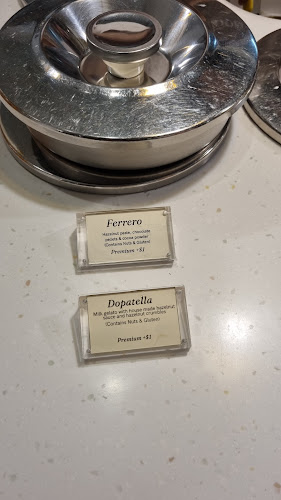 Ferrero
Hazelnut paste, chocolate
pieces & cocoa powder
(Contains Nuts & Gluten)
Premium +$1
Dopatella
Milk gelato with house made hazelnut
sauce and hazelnut crumbles
(Contains Nuts & Gluten)
Premium +$1